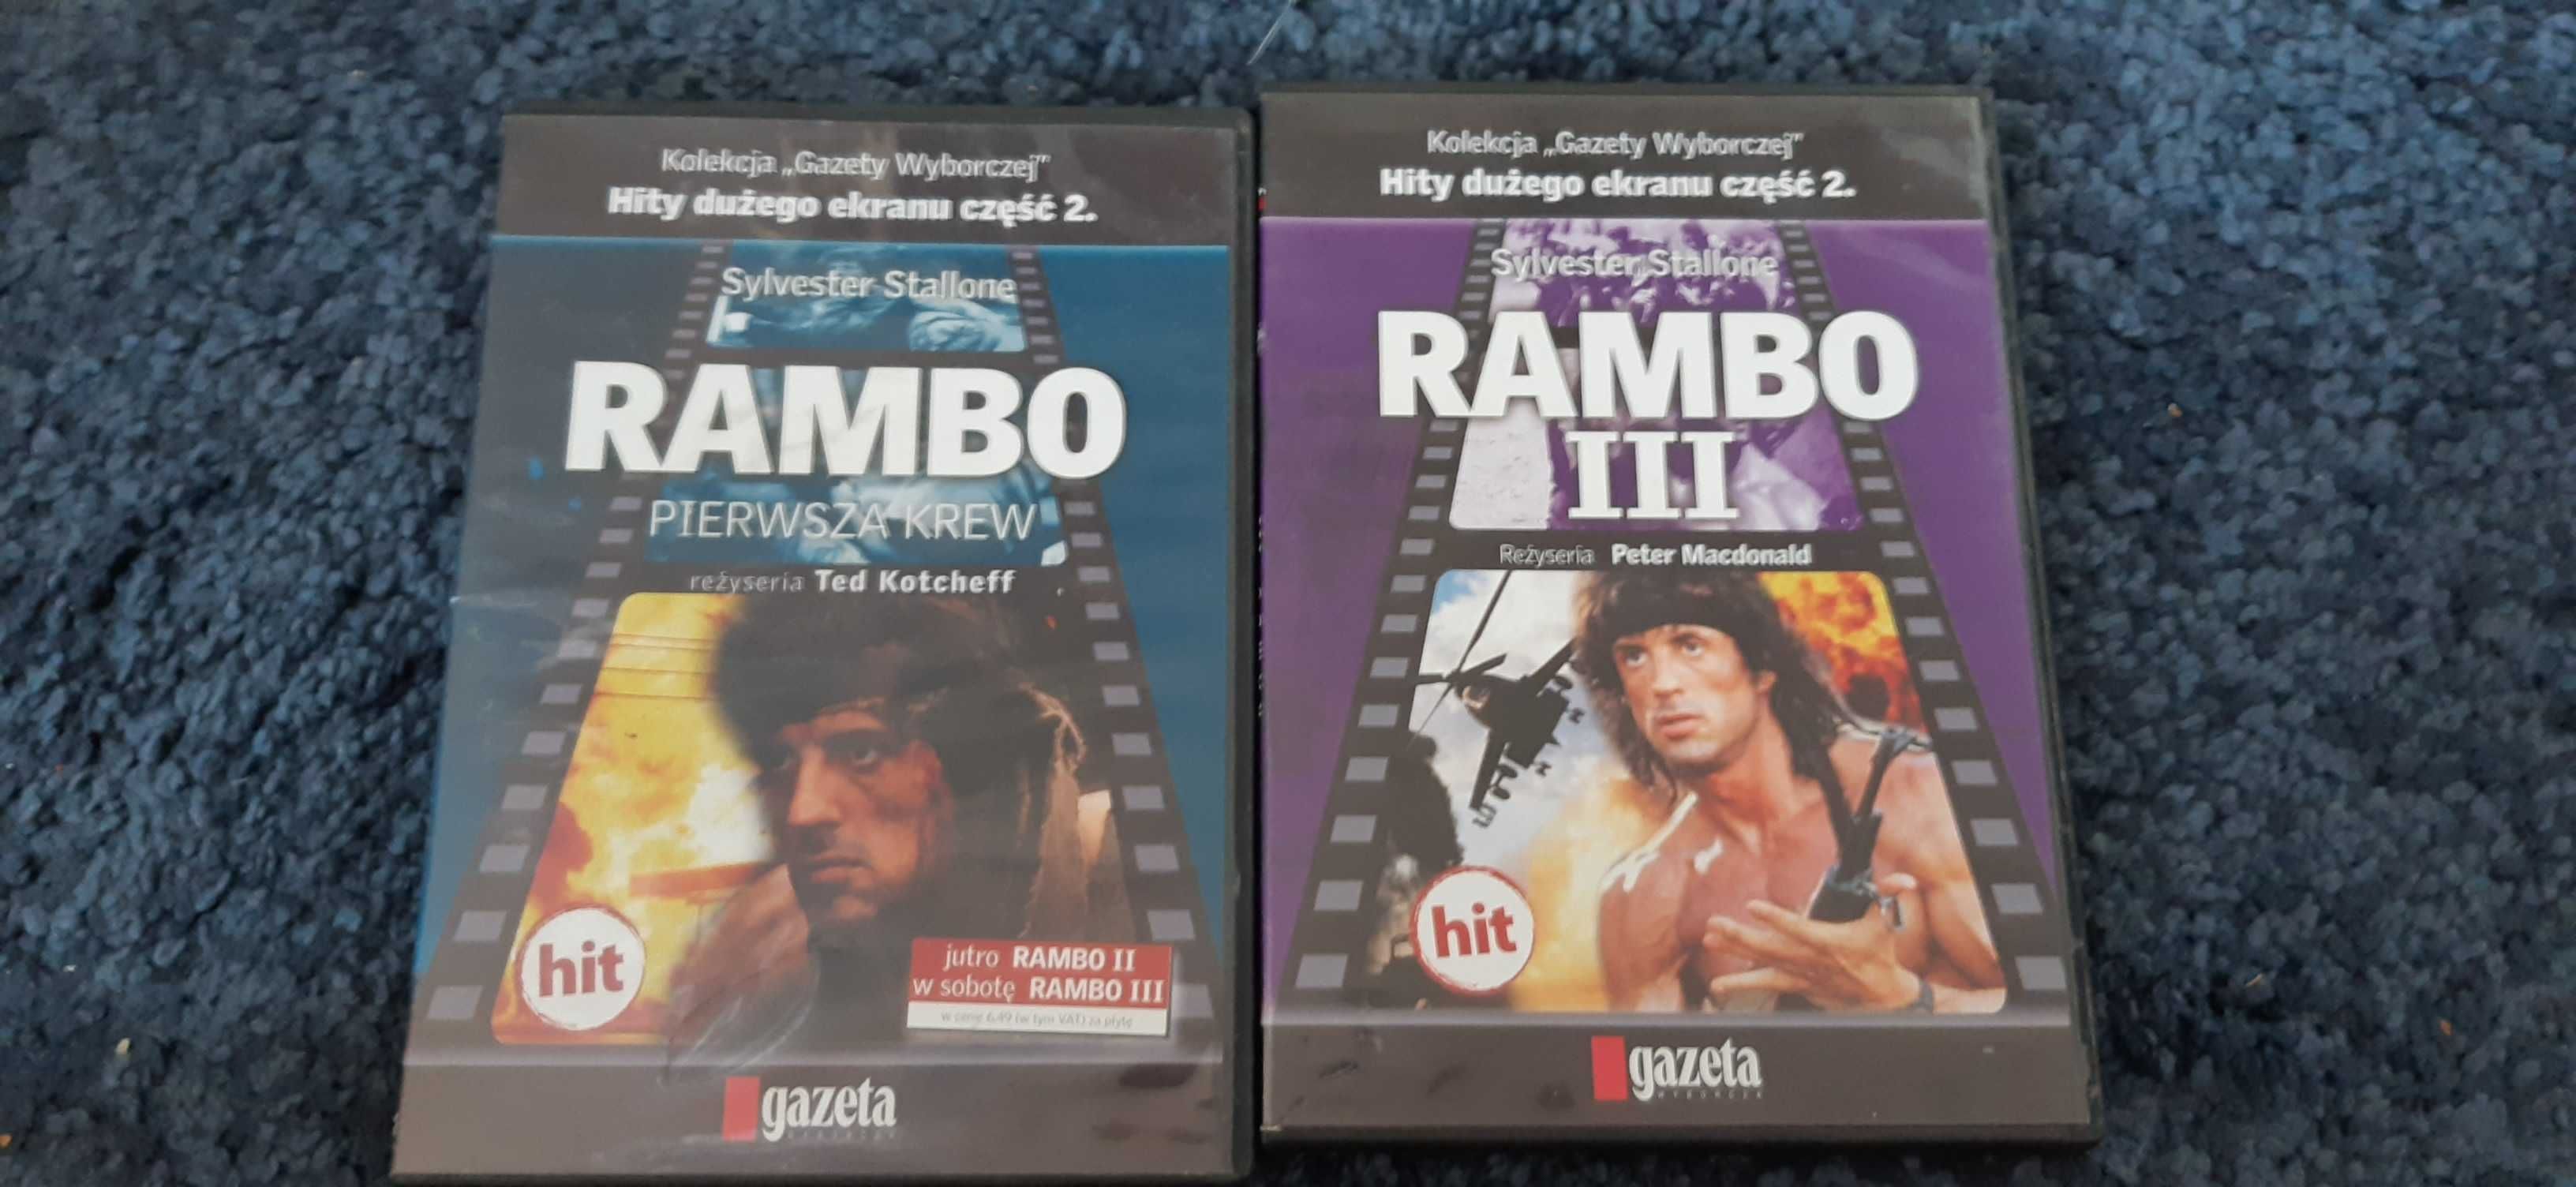 Kolekcja „Gazety Wyborczej”
Hity dużego ekranu część 2.
Sylvester Stallone
RAMBO
PIERWSZA KREW
reżyseria Ted Kotcheff
hit
jutro RAMBO II
w sobotę RAMBO III
w cenie 6,49 (w tym VAT) za płytę
gazeta
WYBORCZA
Kolekcja „Gazety Wyborczej”
Hity dużego ekranu część 2.
Sylvester Stallone
RAMBO
III
Reżyseria Peter Macdonald
hit
gazeta
WYBORCZA